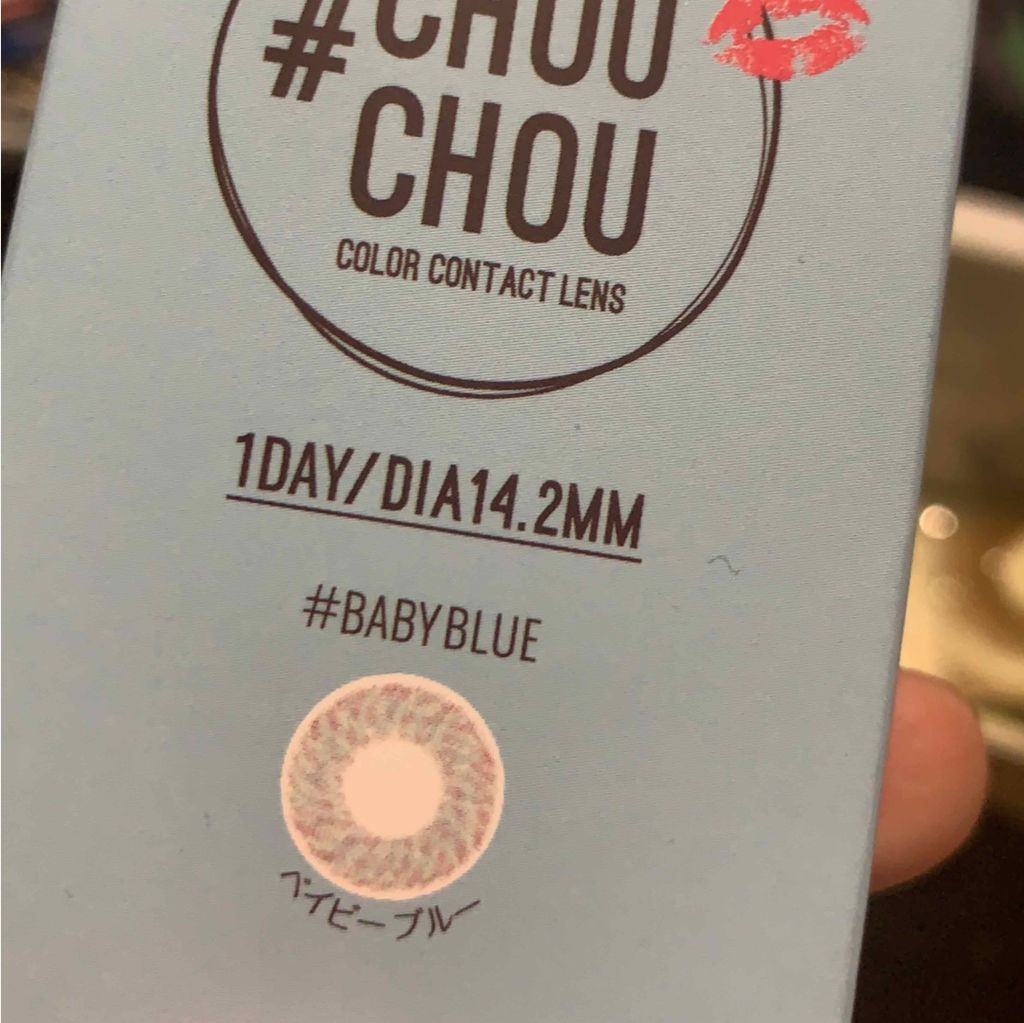 #CHOU
CHOU
COLOR CONTACT LENS
1DAY/DIA14.2MM
#BABYBLUE
ベイビーブルー